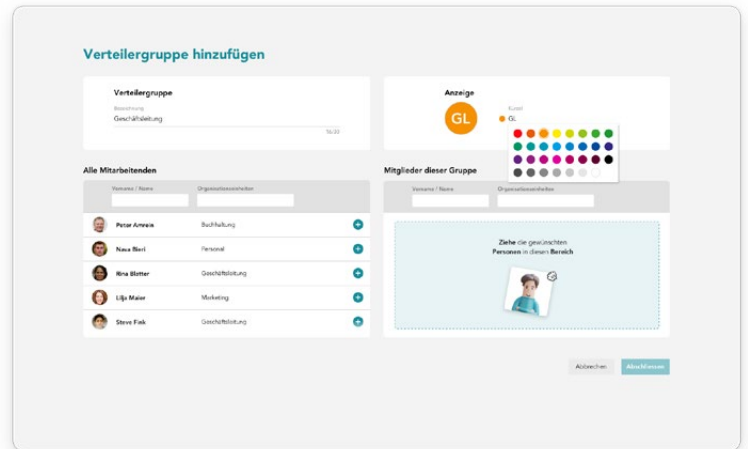 Verteilergruppe hinzufügen
Verteilergruppe
Bezeichnung
Geschäftsleitung
Anzeige
GL
Kürzel
GL
Alle Mitarbeitenden
Vorname / Name
Organisationseinheiten
Peter Amrein
Buchhaltung
Nasa Bieri
Personal
Rina Blotter
Geschäftsleitung
Lilja Maier
Marketing
Steve Fink
Geschäftsleitung
Mitglieder dieser Gruppe
Vorname / Name
Organisationseinheiten
Ziehe die gewünschten
Personen in diesen Bereich
Abbrechen
Abschliessen